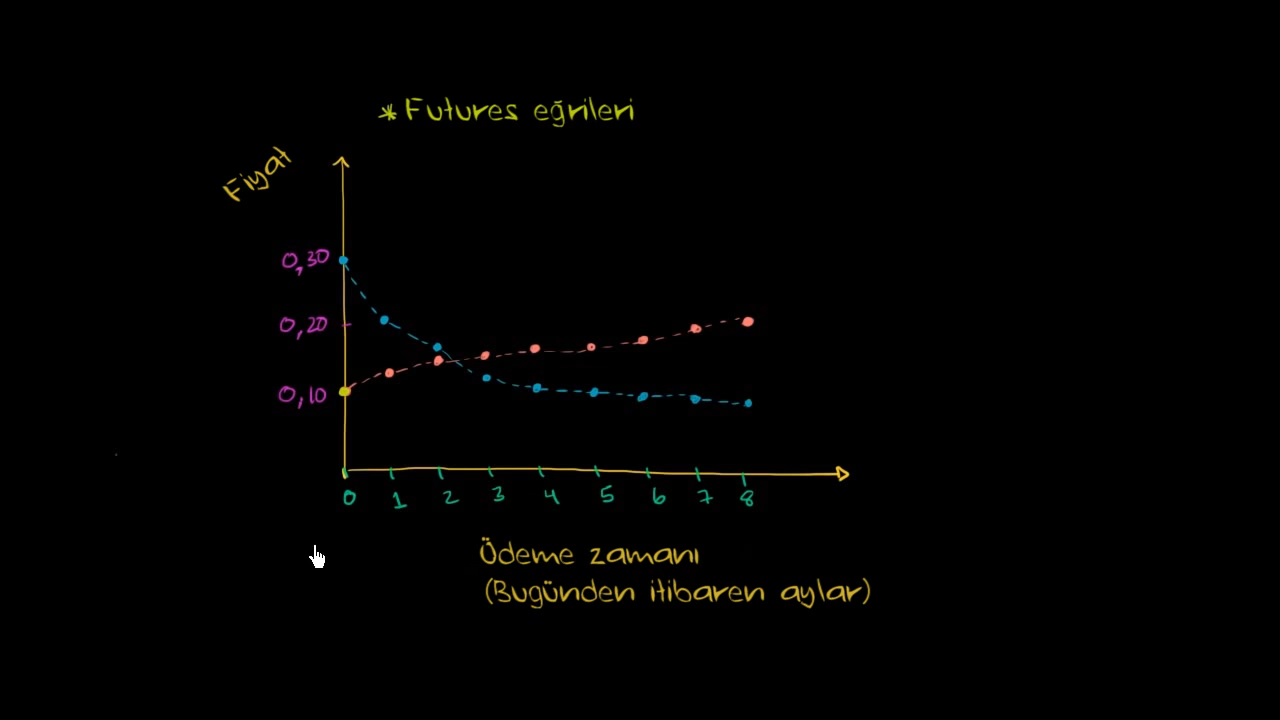 * Futures eğrileri
Fiyat
0,30
0,20
0,10
0 1 2 3 4 5 6 7 8
Ödeme zamanı
(Bugünden itibaren aylar)